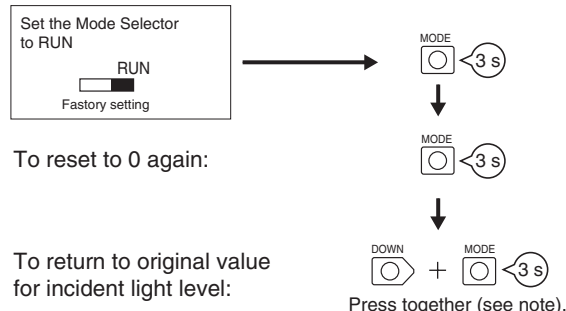 Set the Mode Selector
to RUN
RUN
Fastory setting
MODE
3 s
To reset to 0 again:
MODE
3 s
To return to original value
for incident light level:
DOWN
+
MODE
3 s
Press together (see note).